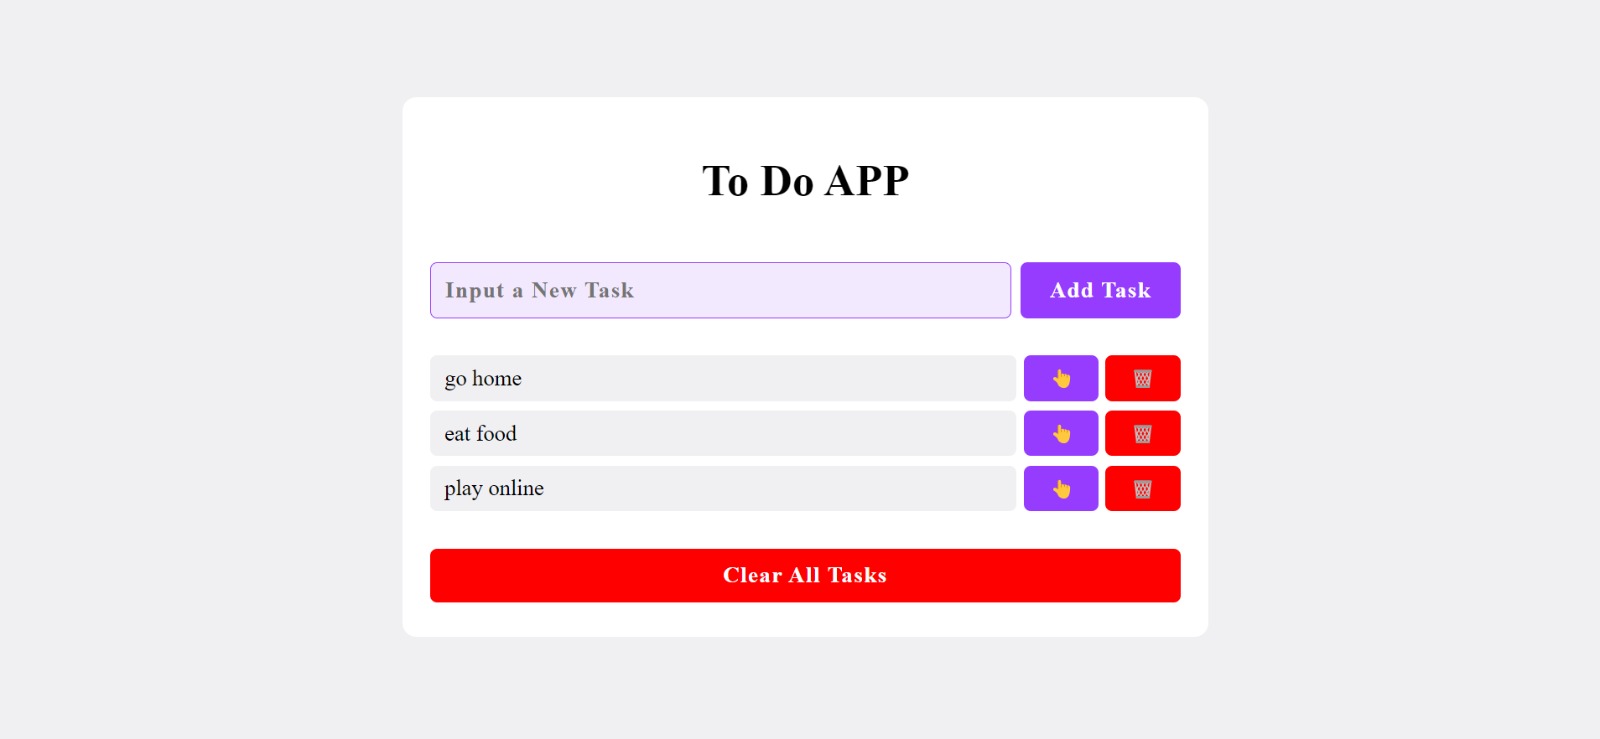 To Do APP
Input a New Task
Add Task
go home
eat food
play online
Clear All Tasks